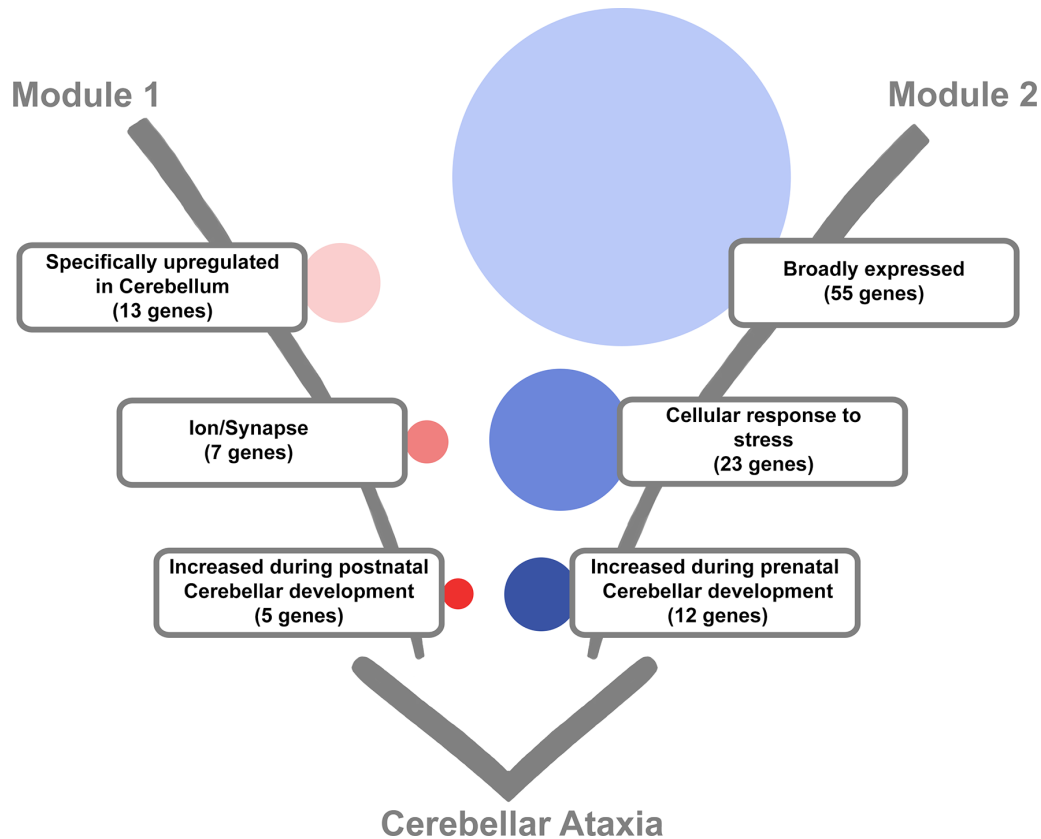 Module 1
Module 2
Specifically upregulated
in Cerebellum
(13 genes)
Broadly expressed
(55 genes)
Ion/Synapse
(7 genes)
Cellular response to
stress
(23 genes)
Increased during postnatal
Cerebellar development
(5 genes)
Increased during prenatal
Cerebellar development
(12 genes)
Cerebellar Ataxia